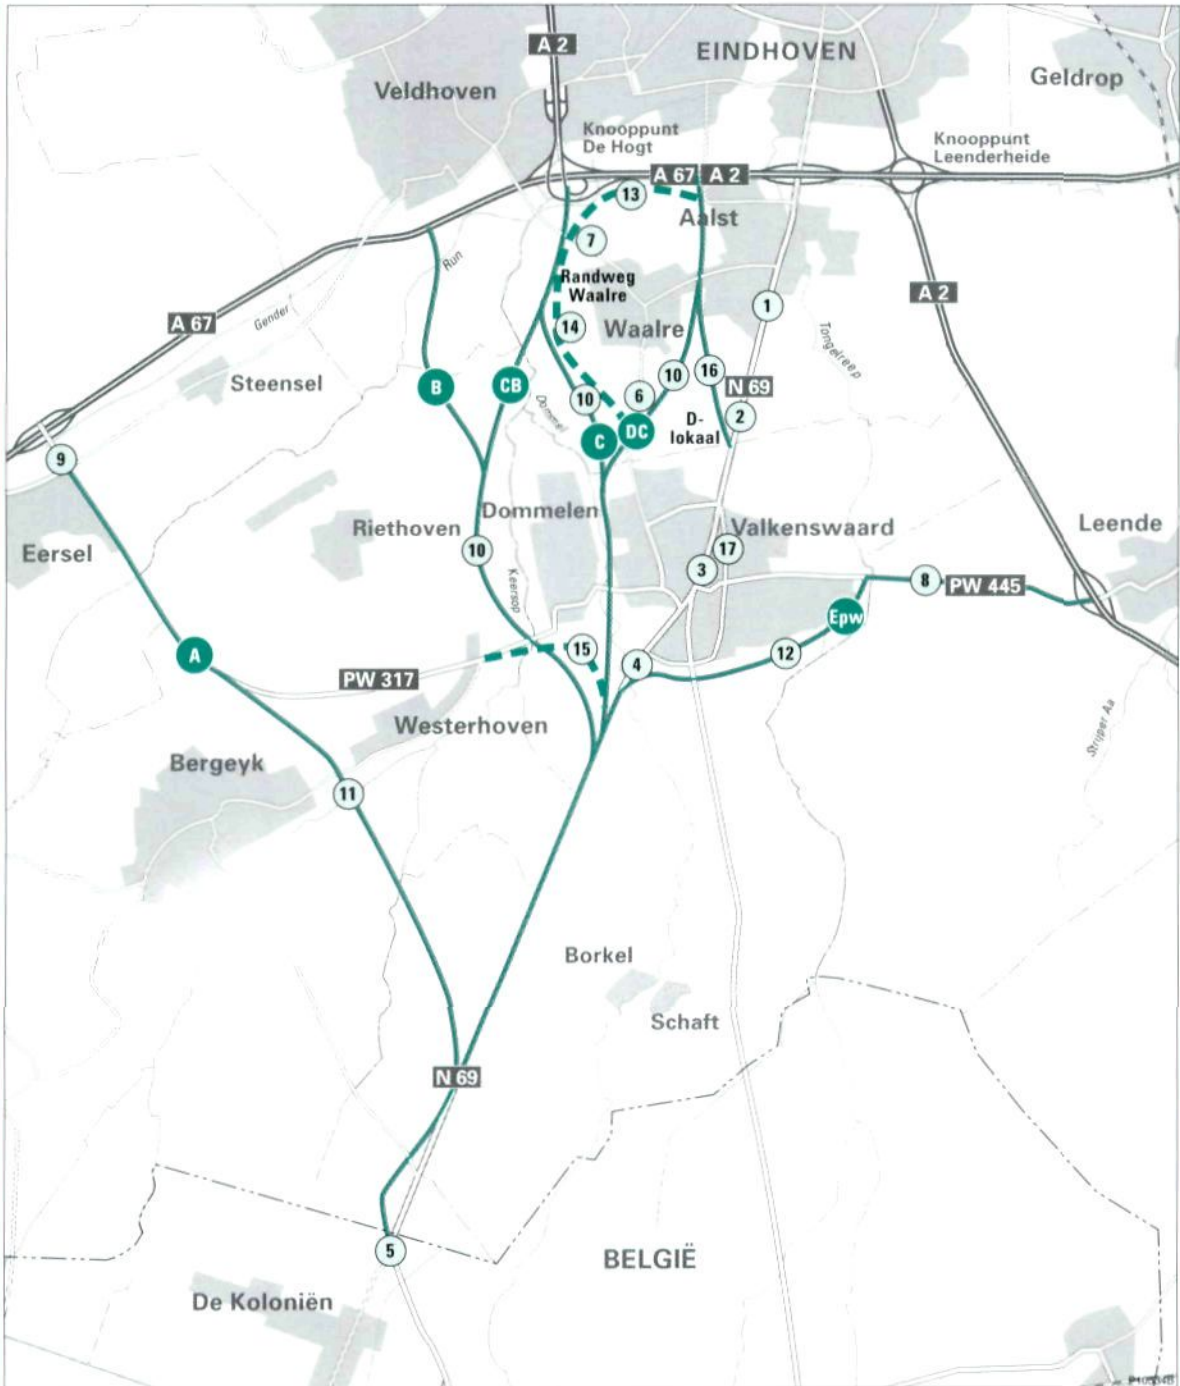 A 2
EINDHOVEN
Geldrop
Veldhoven
Knooppunt
De Hogt
Knooppunt
Leenderheide
A 67
A 2
13
Aalst
7
Run
Randweg
Waalre
A 2
1
A 67
Gender
14
Waalre
Tongelreep
Steensel
B
CB
10
Dommel
6
10
16
N 69
2
D-
lokaal
C
DC
9
Eersel
Riethoven
Dommelen
Valkenswaard
Leende
10
Keersop
3
17
8
PW 445
Epw
A
15
4
12
PW 317
Westerhoven
Strijper Aa
Bergeyk
11
Borkel
Schaft
N 69
5
BELGIË
De Koloniën